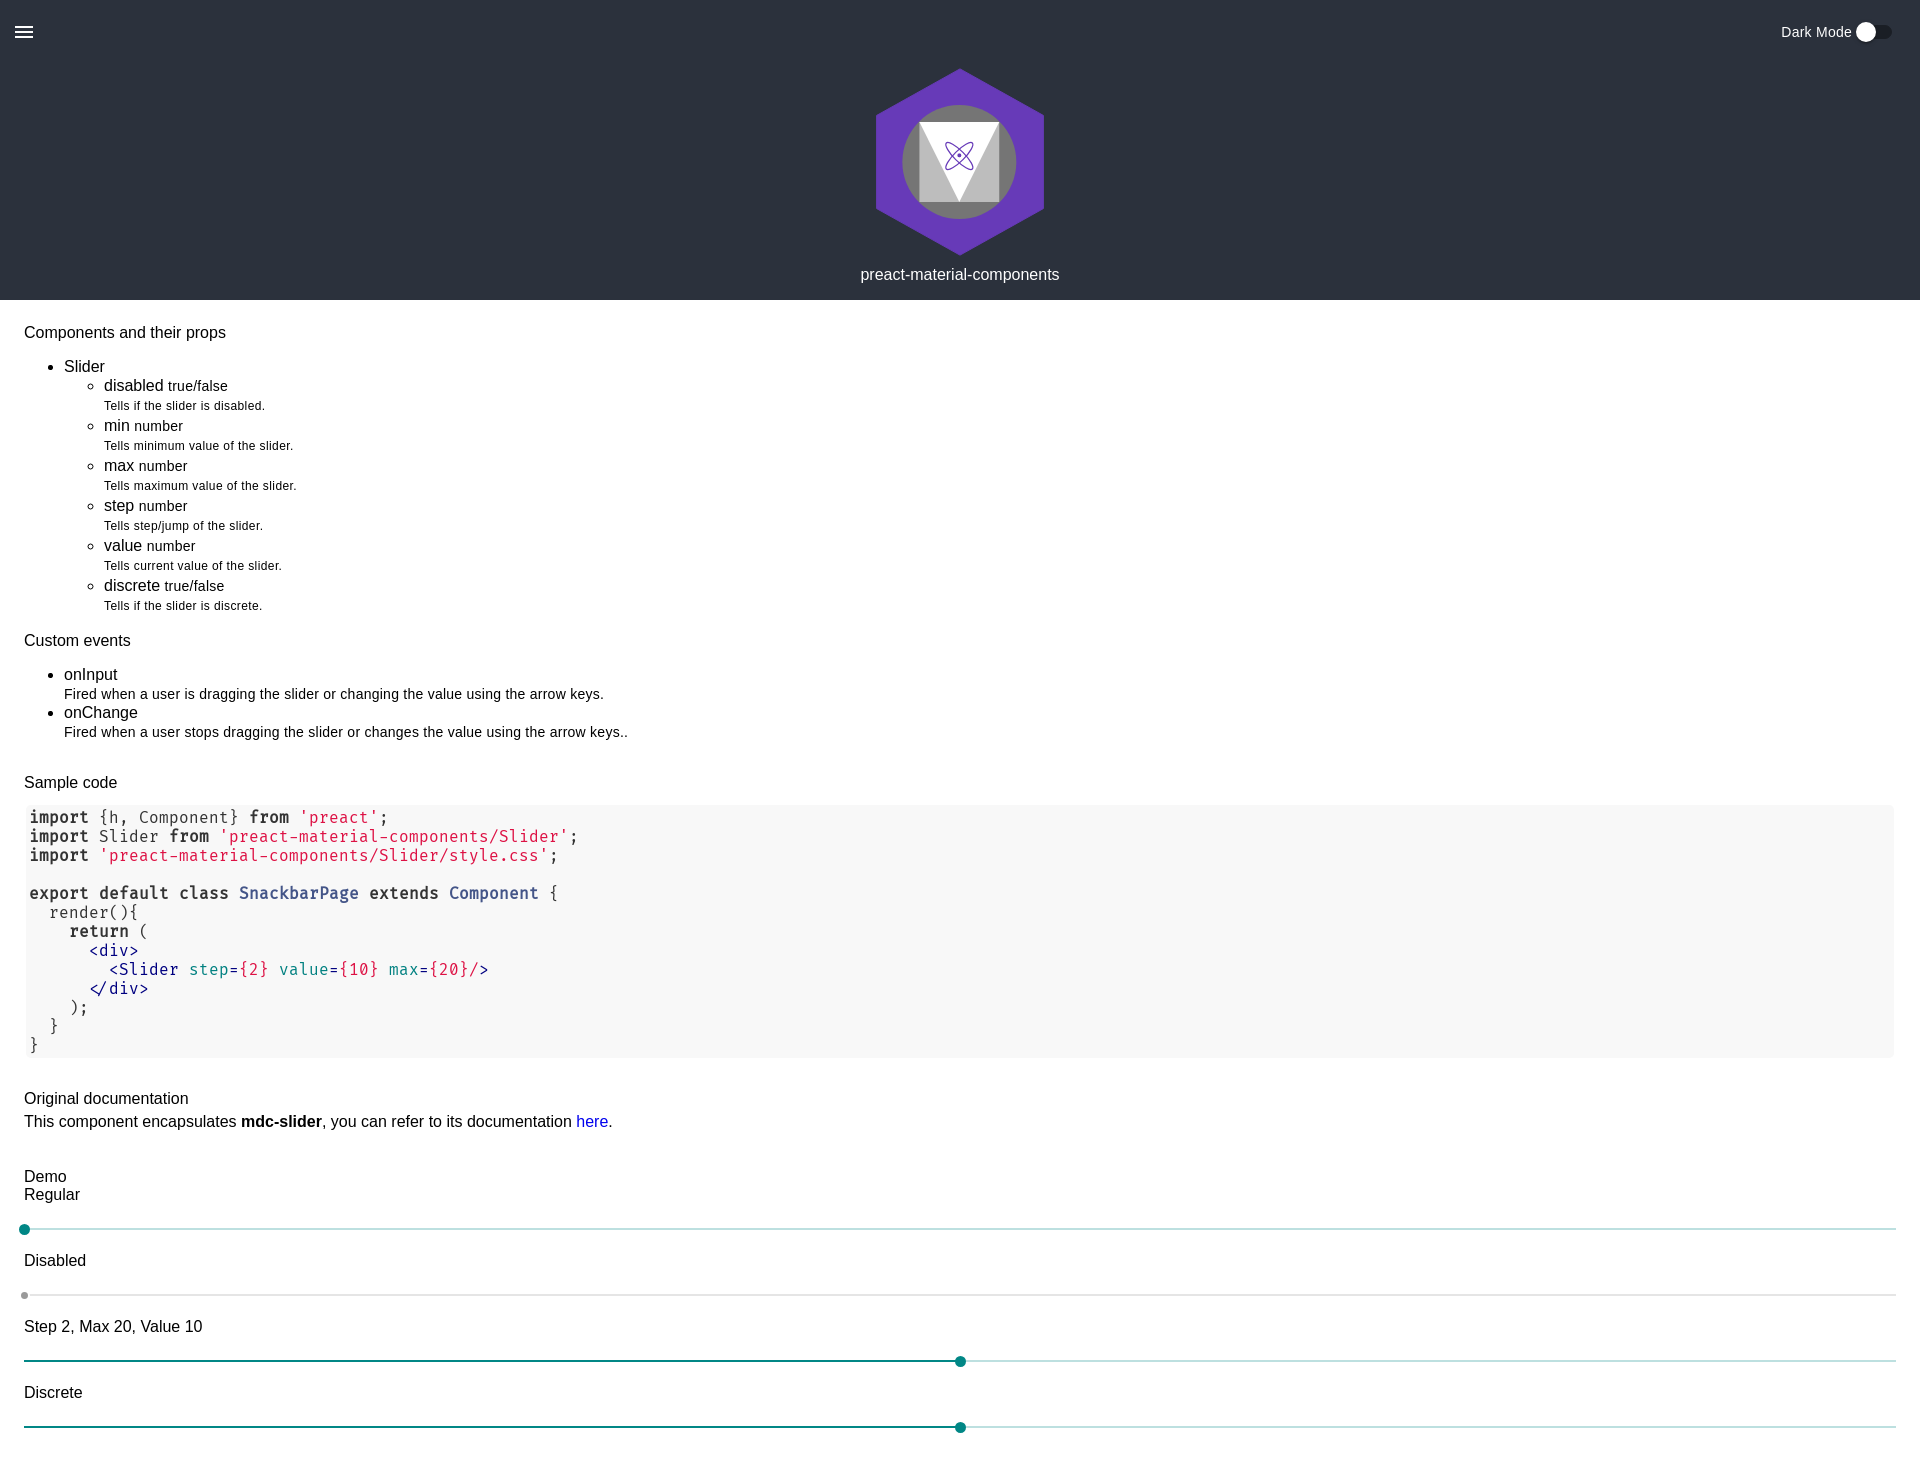 Dark Mode
preact-material-components
Components and their props
Slider
disabled true/false
Tells if the slider is disabled.
min number
Tells minimum value of the slider.
max number
Tells maximum value of the slider.
step number
Tells step/jump of the slider.
value number
Tells current value of the slider.
discrete true/false
Tells if the slider is discrete.
Custom events
onInput
Fired when a user is dragging the slider or changing the value using the arrow keys.
onChange
Fired when a user stops dragging the slider or changes the value using the arrow keys..
Sample code
import {h, Component} from 'preact';
import Slider from 'preact-material-components/Slider';
import 'preact-material-components/Slider/style.css';
export default class SnackbarPage extends Component {
render(){
return (
<div>
<Slider step={2} value={10} max={20}/>
</div>
);
}
}
Original documentation
This component encapsulates mdc-slider, you can refer to its documentation here.
Demo
Regular
Disabled
Step 2, Max 20, Value 10
Discrete